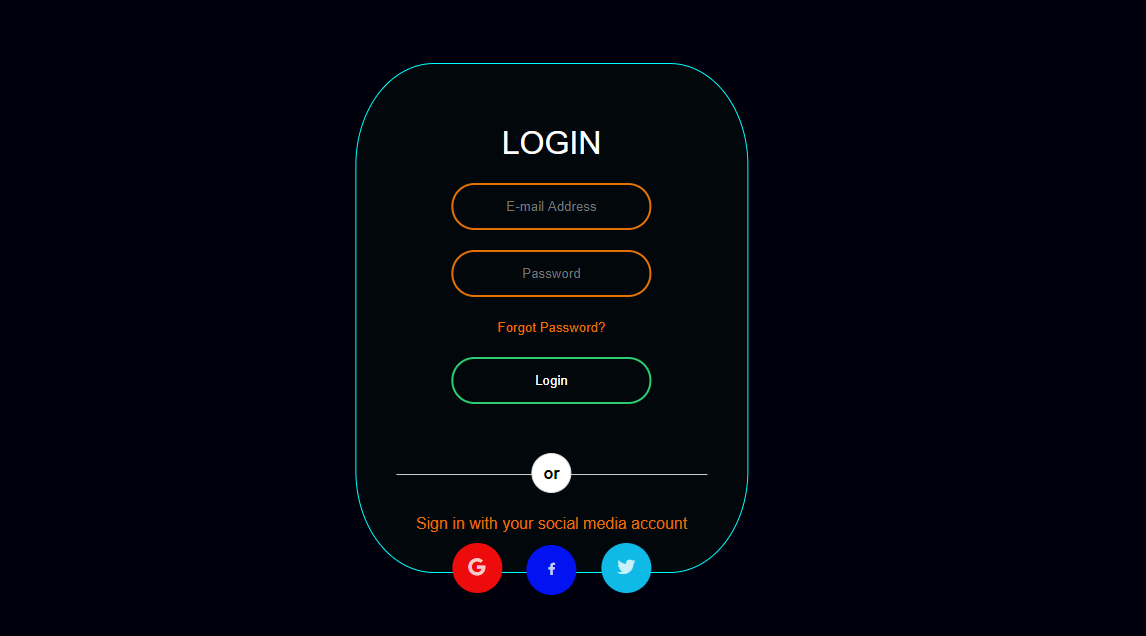 LOGIN
E-mail Address
Password
Forgot Password?
Login
or
Sign in with your social media account